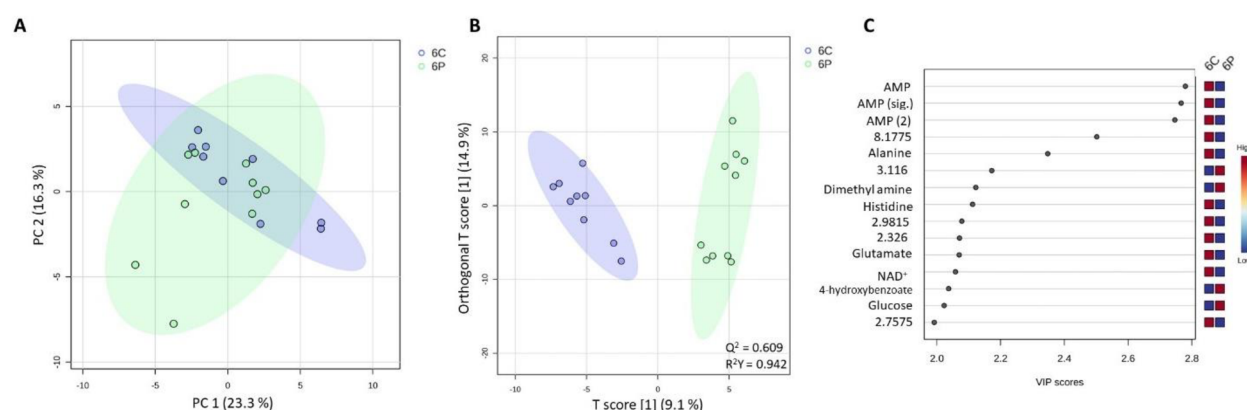 A
6C
6P
PC 2 (16.3 %)
5
0
-5
-10
-10
-5
0
5
10
PC 1 (23.3 %)
B
6C
6P
Orthogonal T score [1] (14.9 %)
20
10
0
-10
-20
Q² = 0.609
R²Y = 0.942
-10
-5
0
5
T score [1] (9.1 %)
C
6C 6P
AMP
AMP (sig.)
AMP (2)
8.1775
Alanine
3.116
Dimethyl amine
Histidine
2.9815
2.326
Glutamate
NAD⁺
4-hydroxybenzoate
Glucose
2.7575
2.0 2.2 2.4 2.6 2.8
VIP scores